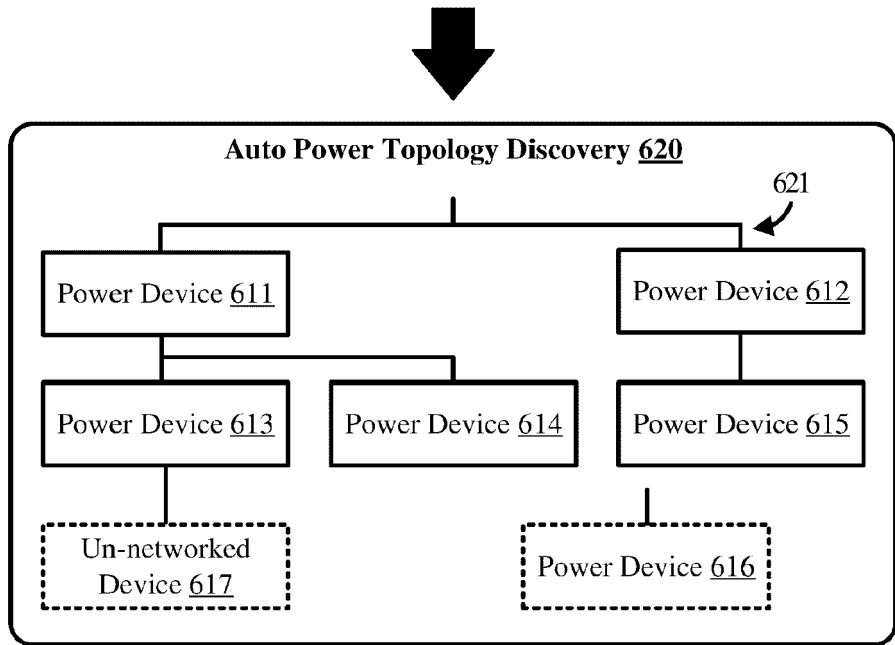 Auto Power Topology Discovery 620
621
Power Device 611
Power Device 612
Power Device 613
Power Device 614
Power Device 615
Un-networked
Device 617
Power Device 616